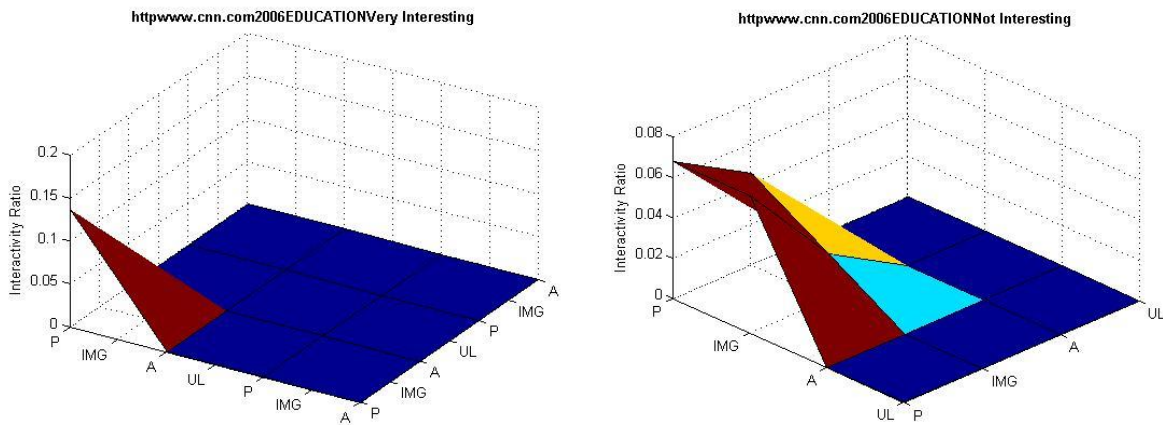 httpwww.cnn.com2006EDUCATIONVery Interesting
0.2
0.15
0.1
0.05
0
Interactivity Ratio
P
IMG
A
UL
P
IMG
A
P
IMG
A
UL
P
IMG
A
httpwww.cnn.com2006EDUCATIONNot Interesting
0.08
0.06
0.04
0.02
0
Interactivity Ratio
P
IMG
A
UL
P
IMG
A
UL